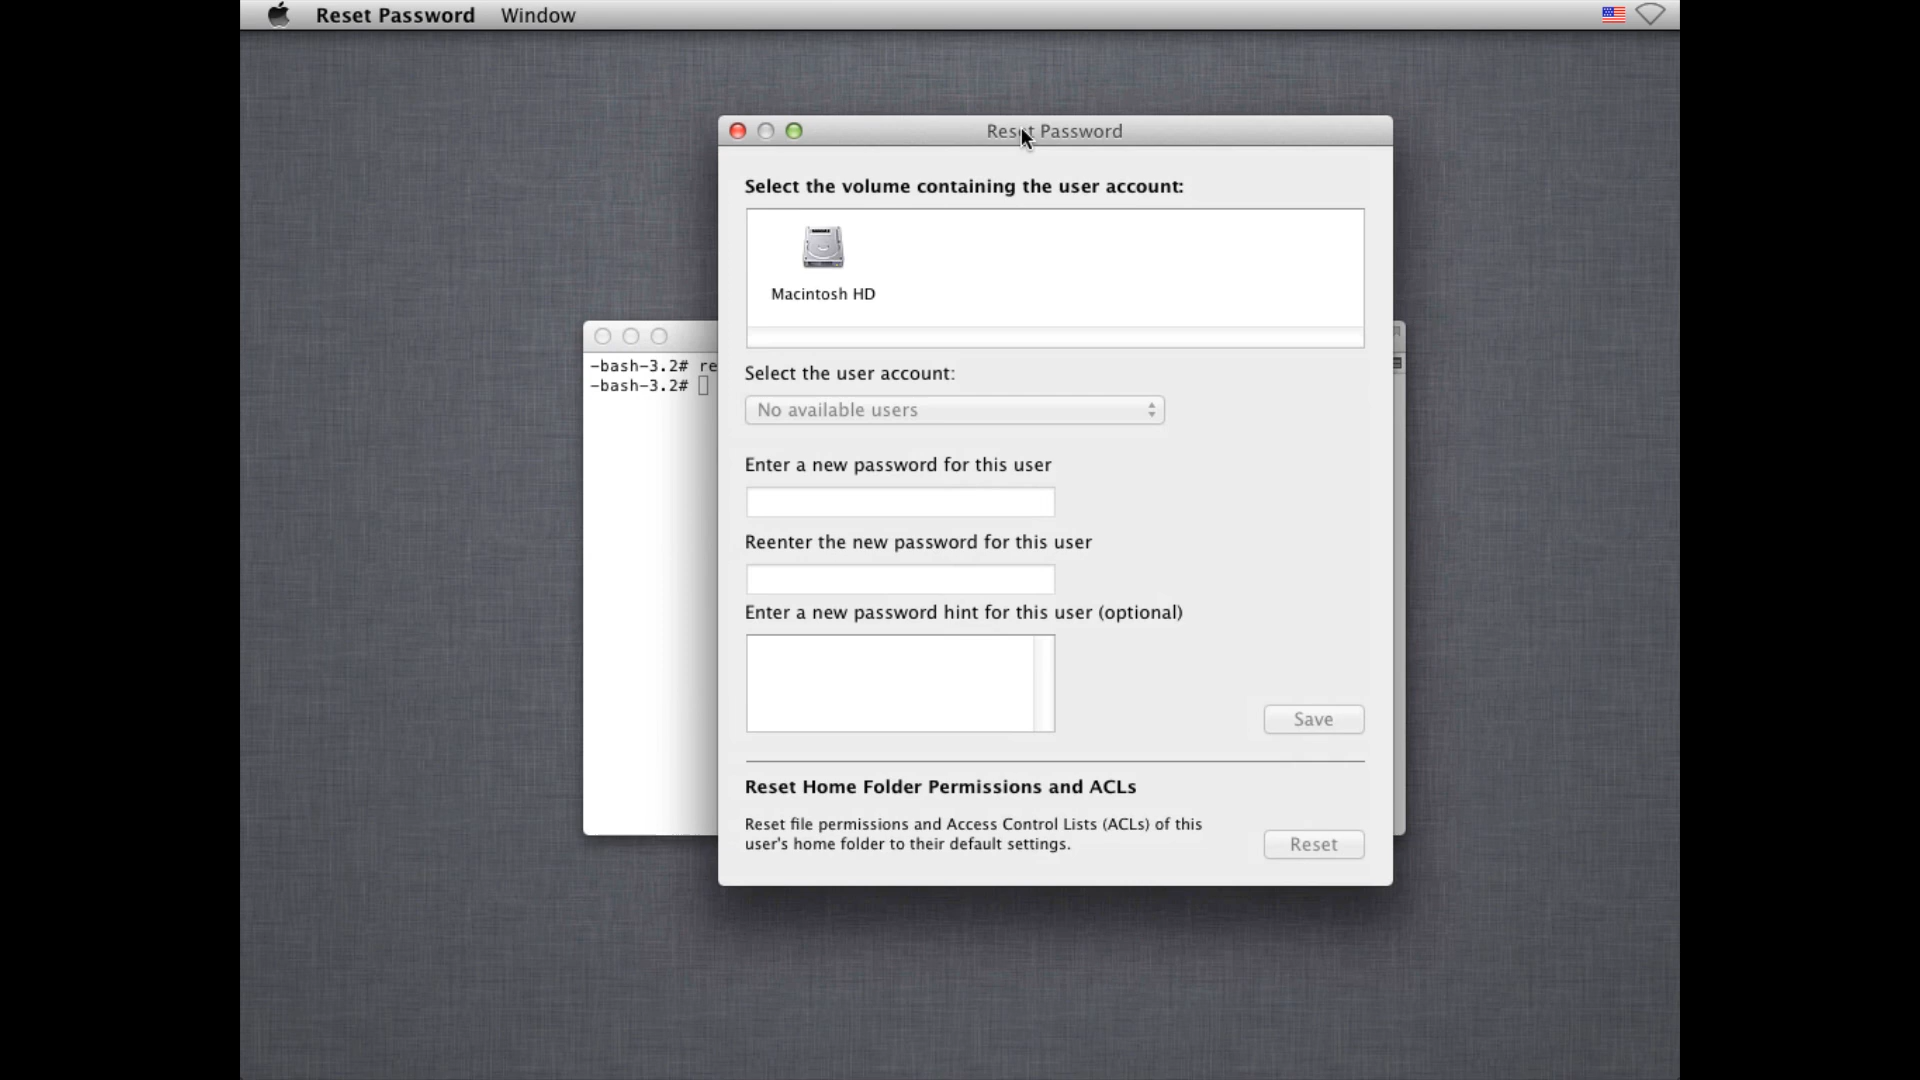 Reset Password Window
Reset Password
Select the volume containing the user account:
Macintosh HD
-bash-3.2# re
-bash-3.2#
Select the user account:
No available users
Enter a new password for this user
Reenter the new password for this user
Enter a new password hint for this user (optional)
Save
Reset Home Folder Permissions and ACLs
Reset file permissions and Access Control Lists (ACLs) of this
user's home folder to their default settings.
Reset